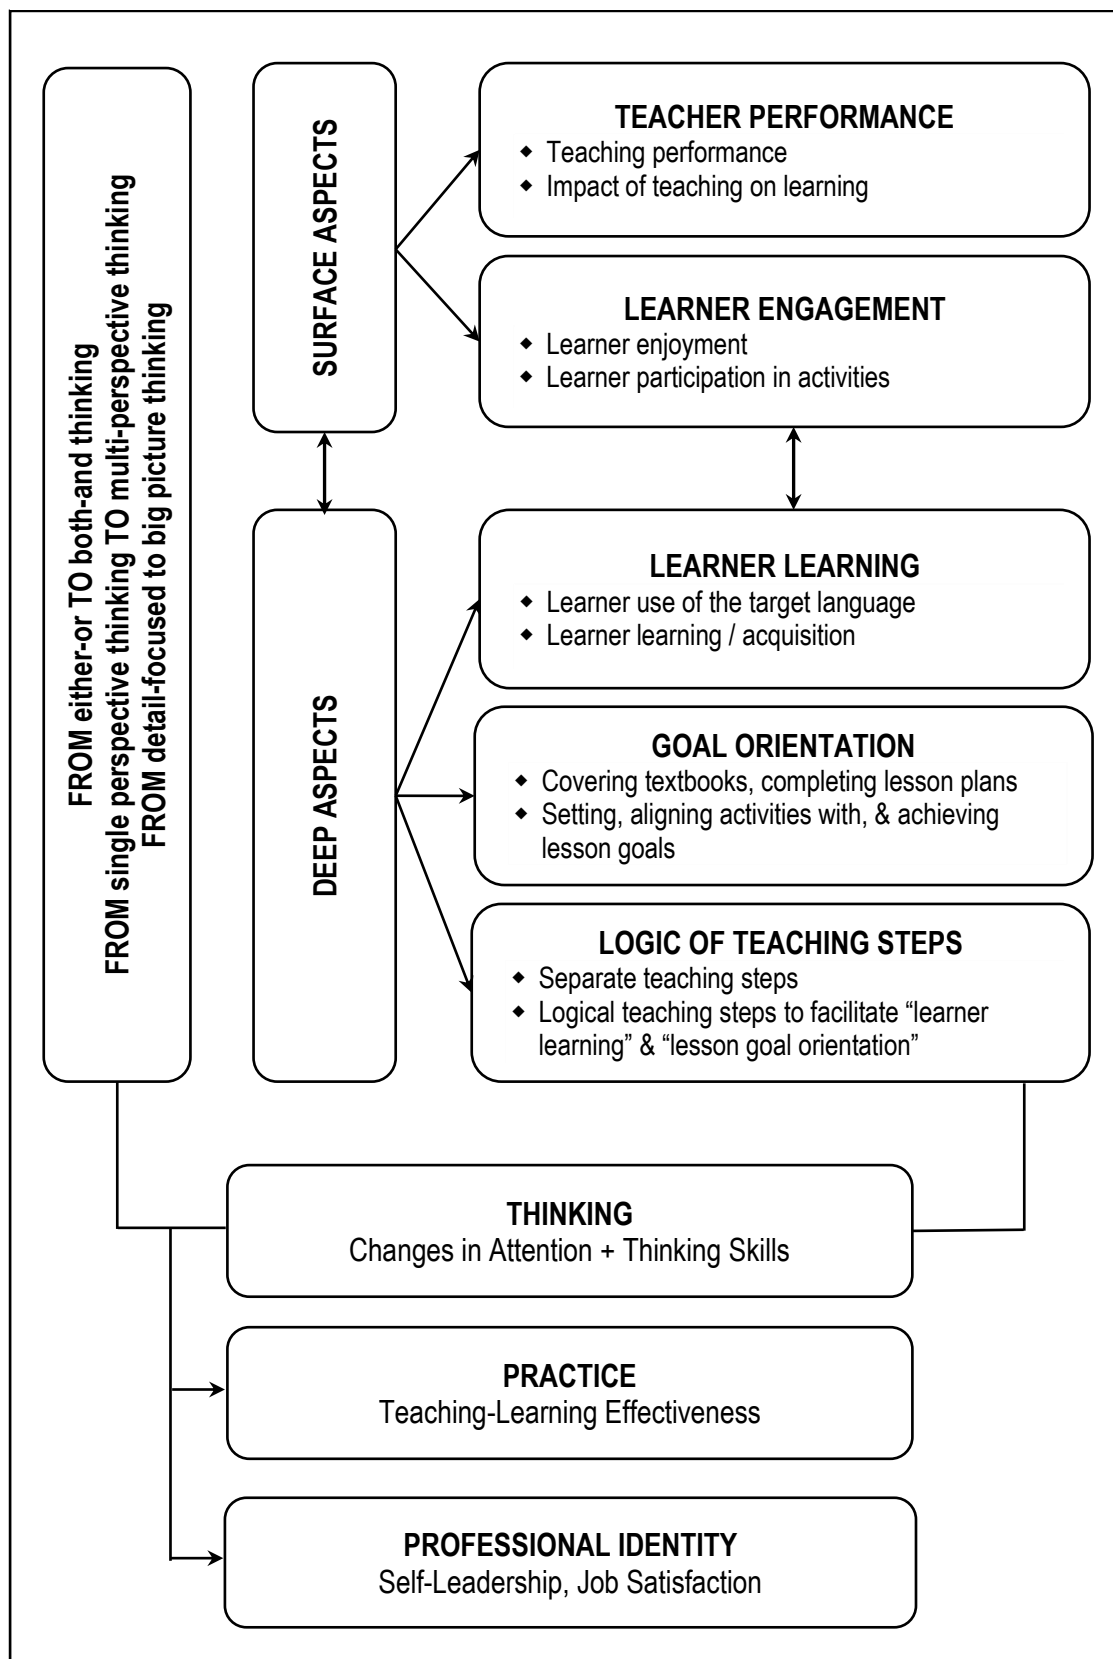 FROM either-or TO both-and thinking
FROM single perspective thinking TO multi-perspective thinking
FROM detail-focused to big picture thinking
SURFACE ASPECTS
TEACHER PERFORMANCE
◆ Teaching performance
◆ Impact of teaching on learning
LEARNER ENGAGEMENT
◆ Learner enjoyment
◆ Learner participation in activities
DEEP ASPECTS
LEARNER LEARNING
◆ Learner use of the target language
◆ Learner learning / acquisition
GOAL ORIENTATION
◆ Covering textbooks, completing lesson plans
◆ Setting, aligning activities with, & achieving
lesson goals
LOGIC OF TEACHING STEPS
◆ Separate teaching steps
◆ Logical teaching steps to facilitate “learner
learning” & “lesson goal orientation”
THINKING
Changes in Attention + Thinking Skills
PRACTICE
Teaching-Learning Effectiveness
PROFESSIONAL IDENTITY
Self-Leadership, Job Satisfaction